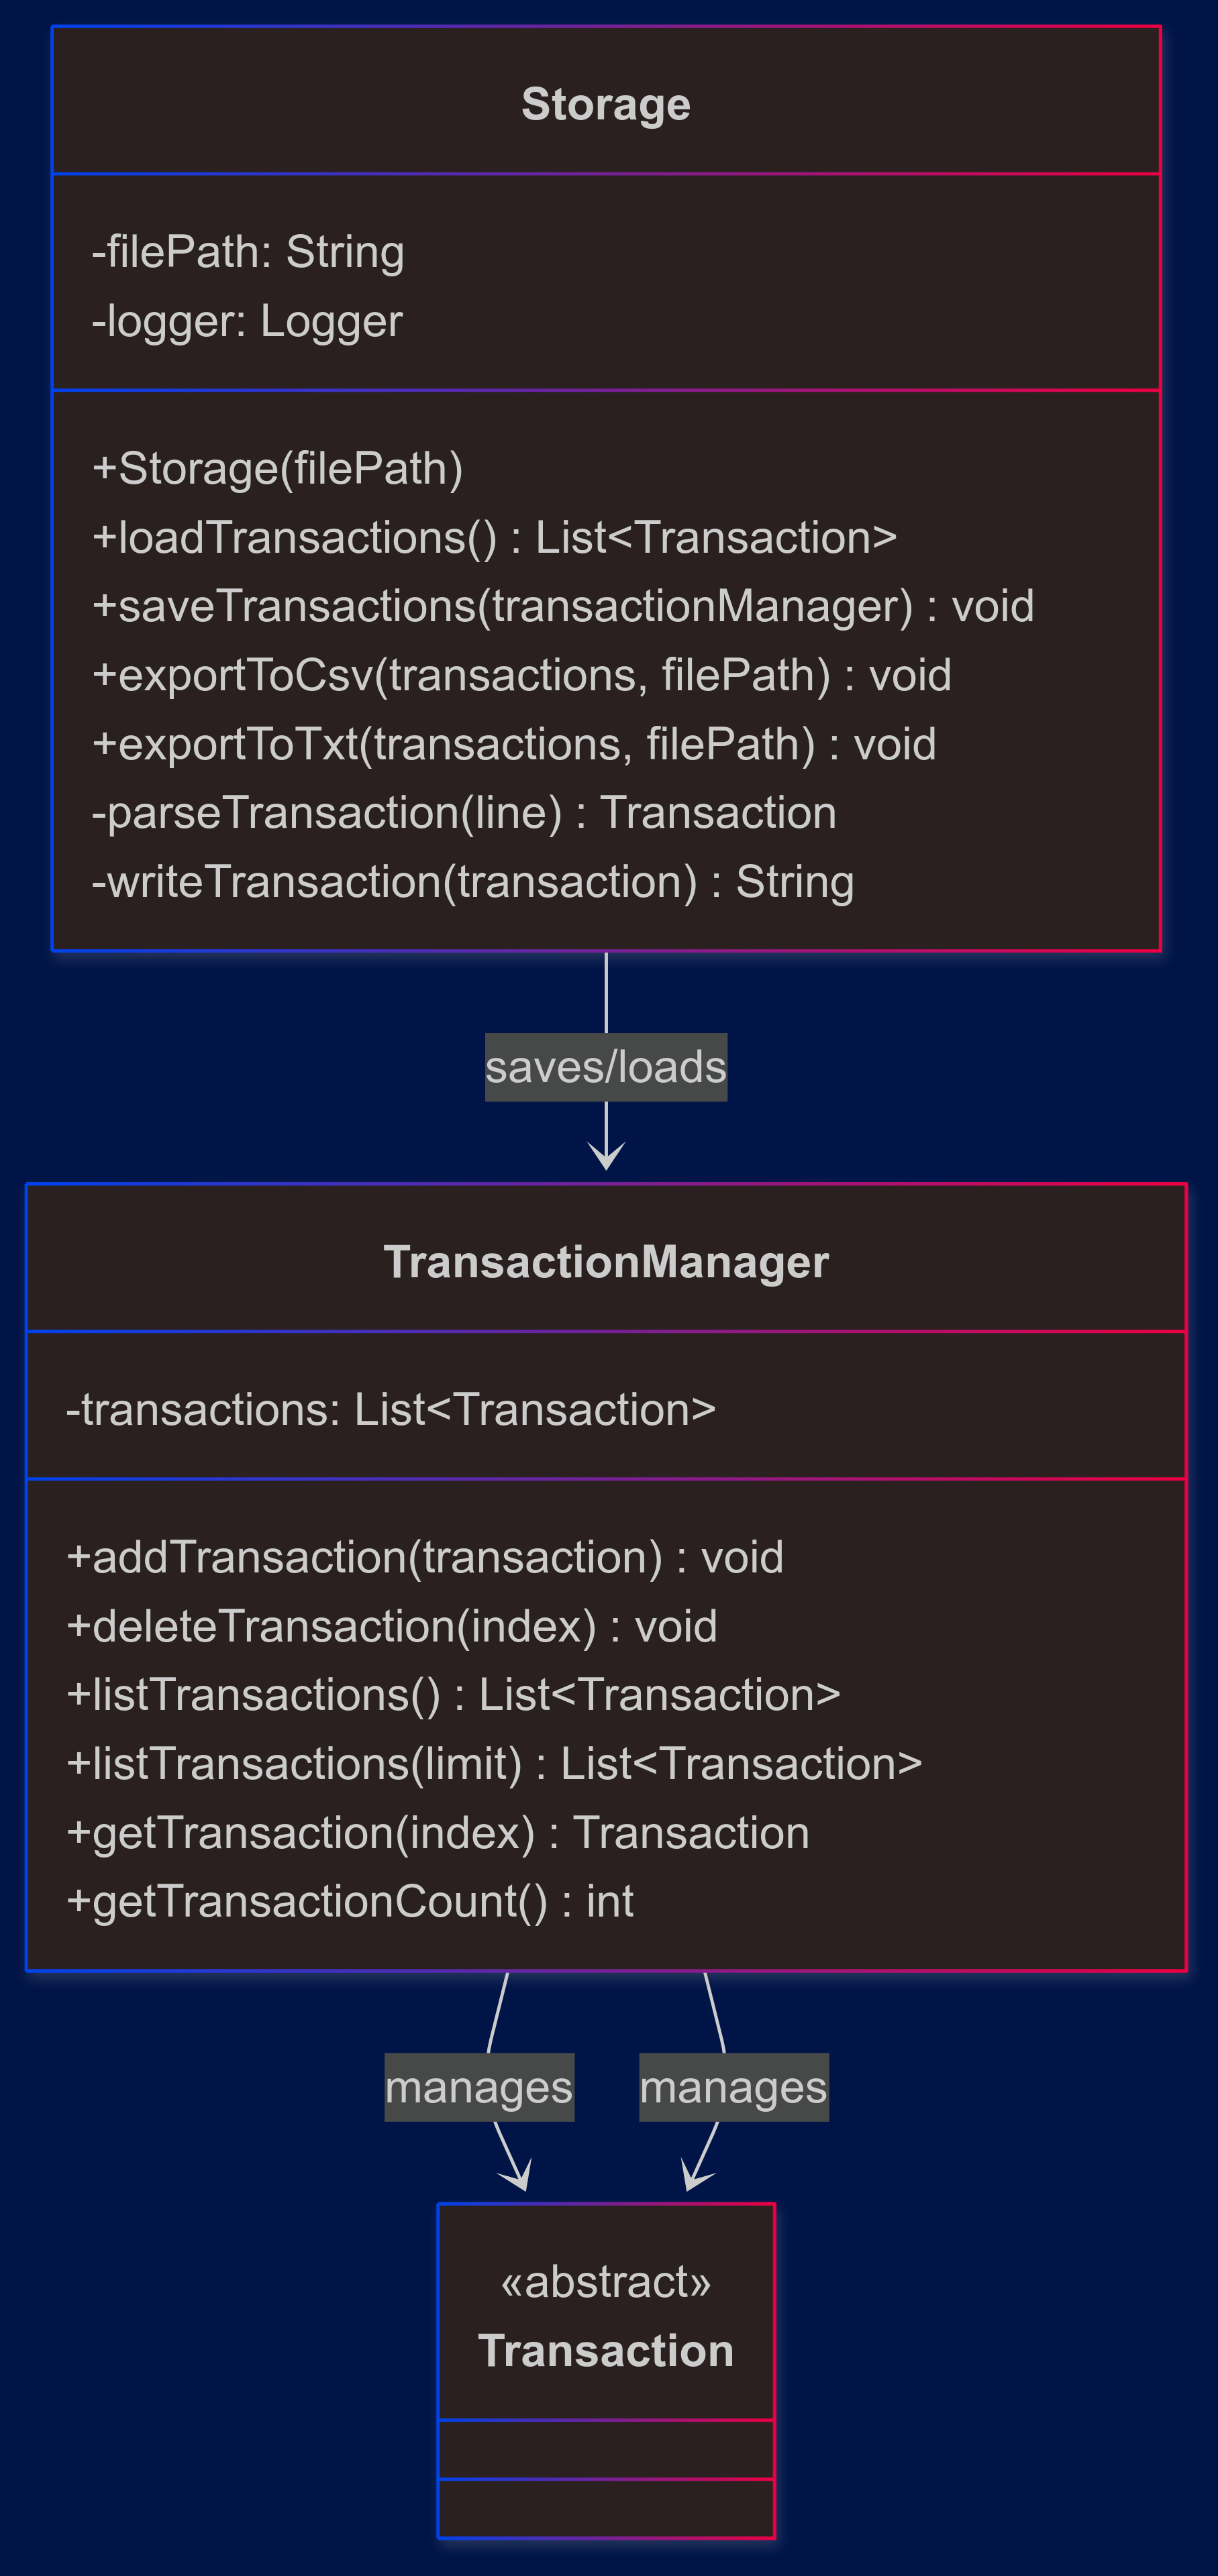 Storage
-filePath: String
-logger: Logger
+Storage(filePath)
+loadTransactions() : List<Transaction>
+saveTransactions(transactionManager) : void
+exportToCsv(transactions, filePath) : void
+exportToTxt(transactions, filePath) : void
-parseTransaction(line) : Transaction
-writeTransaction(transaction) : String
saves/loads
TransactionManager
-transactions: List<Transaction>
+addTransaction(transaction) : void
+deleteTransaction(index) : void
+listTransactions() : List<Transaction>
+listTransactions(limit) : List<Transaction>
+getTransaction(index) : Transaction
+getTransactionCount() : int
manages
manages
«abstract»
Transaction